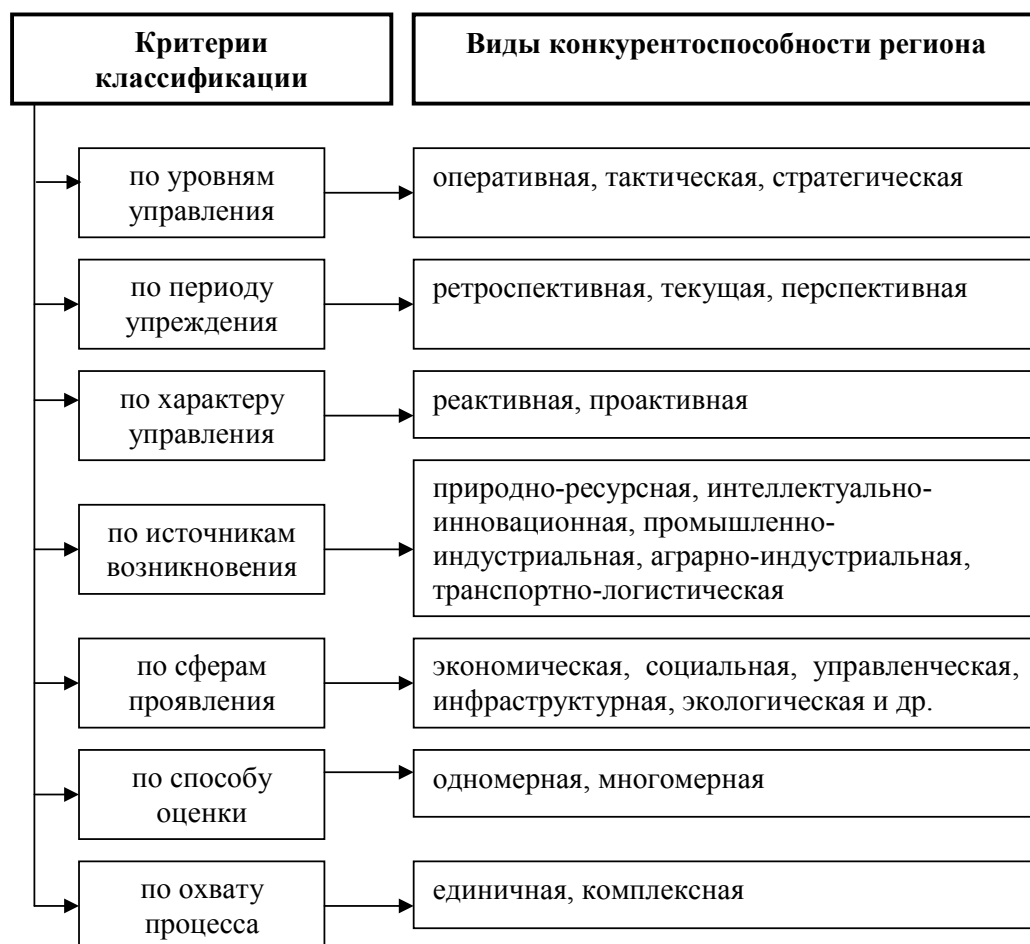 Критерии
классификации
Виды конкурентоспособности региона
по уровням
управления
оперативная, тактическая, стратегическая
по периоду
упреждения
ретроспективная, текущая, перспективная
по характеру
управления
реактивная, проактивная
по источникам
возникновения
природно-ресурсная, интеллектуально-
инновационная, промышленно-
индустриальная, аграрно-индустриальная,
транспортно-логистическая
по сферам
проявления
экономическая, социальная, управленческая,
инфраструктурная, экологическая и др.
по способу
оценки
одномерная, многомерная
по охвату
процесса
единичная, комплексная